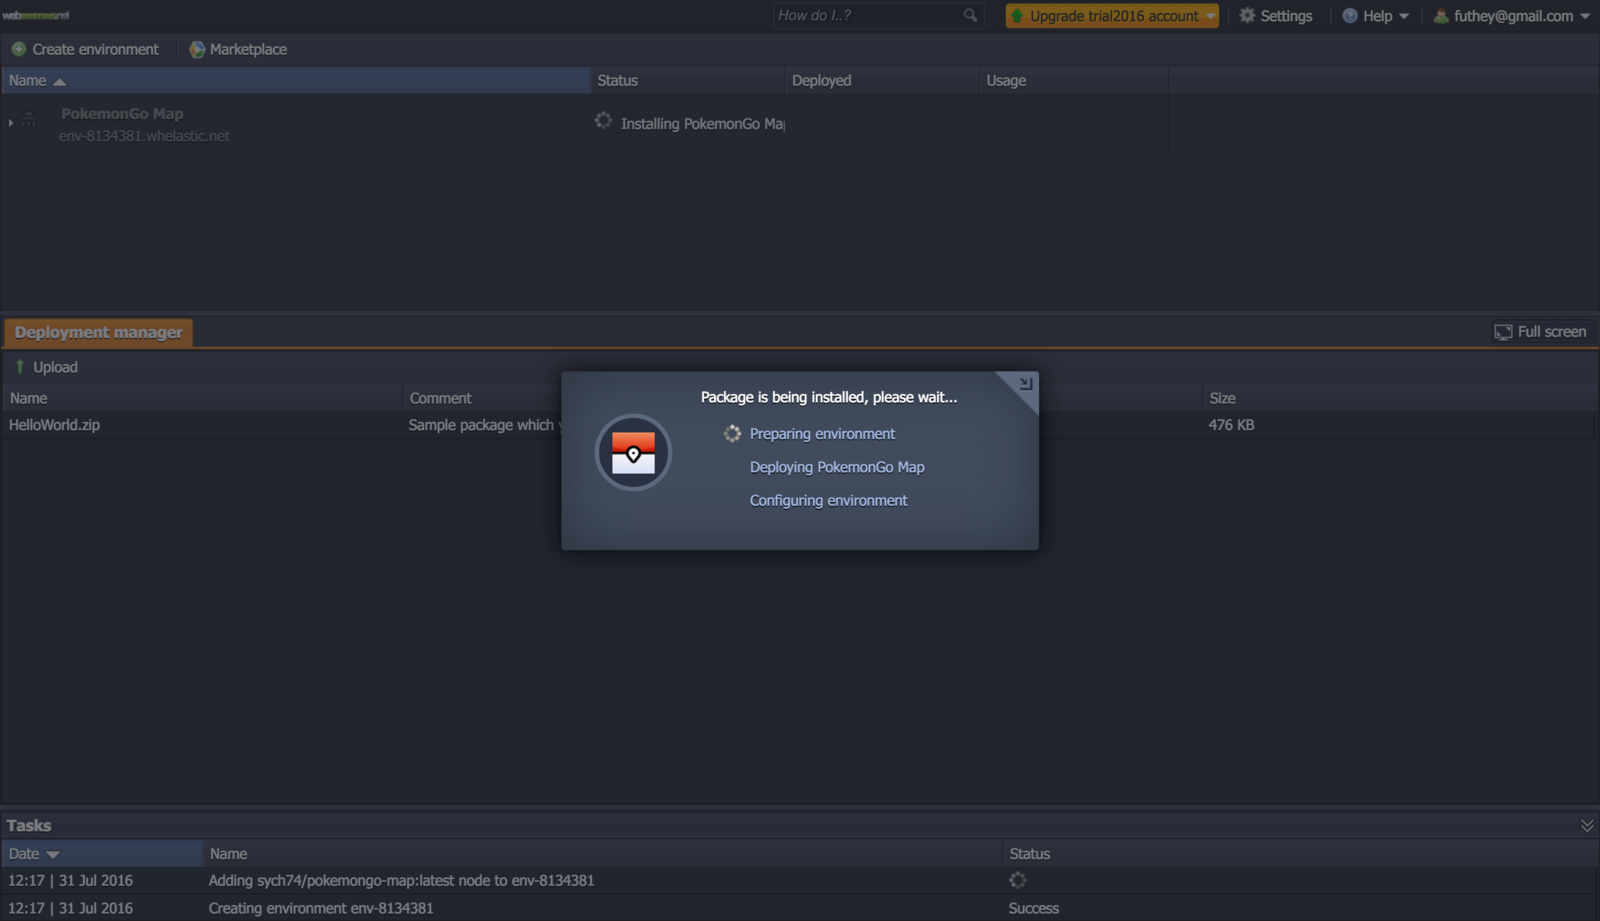 How do I..?
Upgrade trial2016 account
Settings
Help
futhey@gmail.com
Create environment
Marketplace
Name
Status
Deployed
Usage
PokemonGo Map
env-8134381.whelastic.net
Installing PokemonGo Ma
Deployment manager
Full screen
Upload
Name
Comment
Size
HelloWorld.zip
Sample package which
476 KB
Package is being installed, please wait...
Preparing environment
Deploying PokemonGo Map
Configuring environment
Tasks
Date
Name
Status
12:17 | 31 Jul 2016
Adding sych74/pokemongo-map:latest node to env-8134381
12:17 | 31 Jul 2016
Creating environment env-8134381
Success